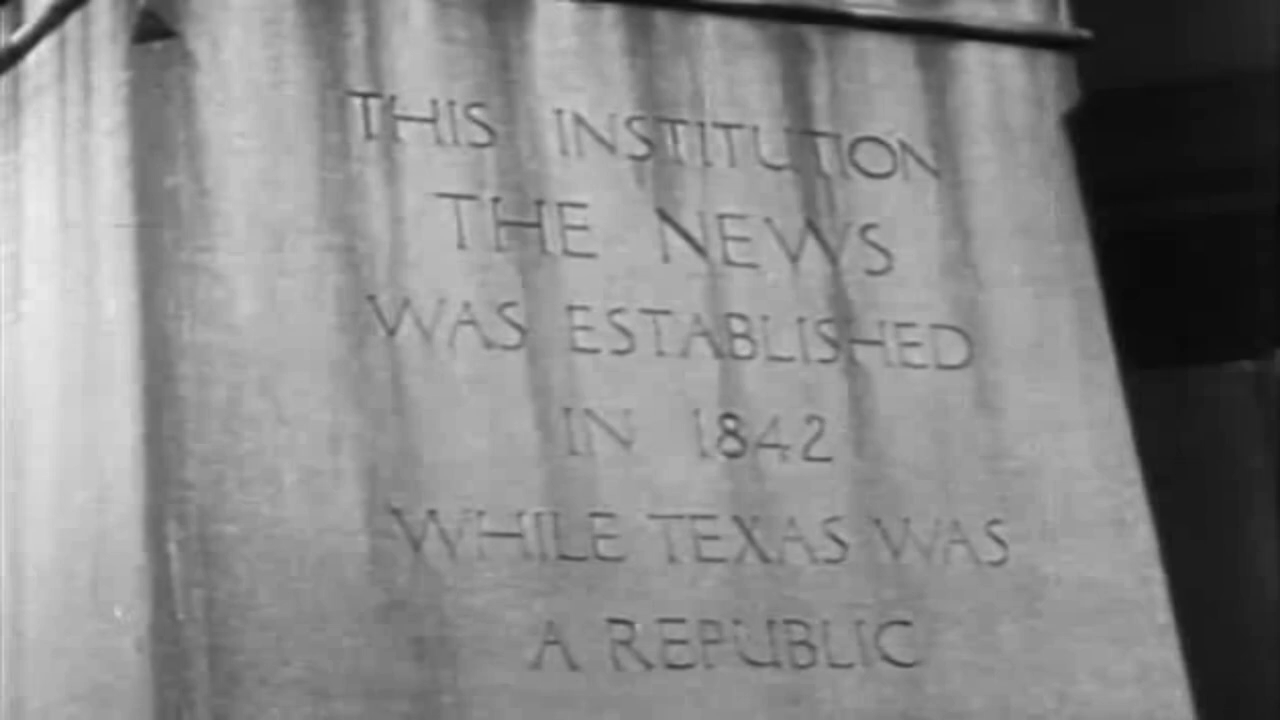 THIS INSTITUTION
THE NEWS
WAS ESTABLISHED
IN 1842
WHILE TEXAS WAS
A REPUBLIC